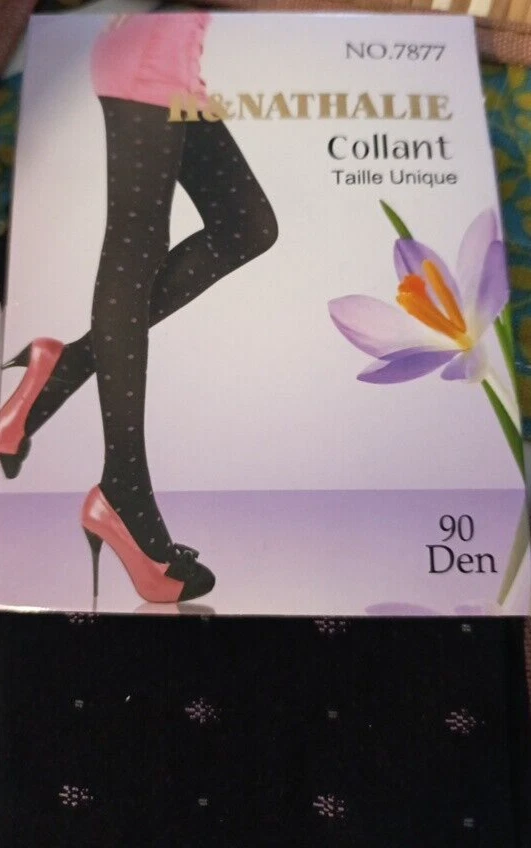 NO.7877
H&NATHALIE
Collant
Taille Unique
90
Den